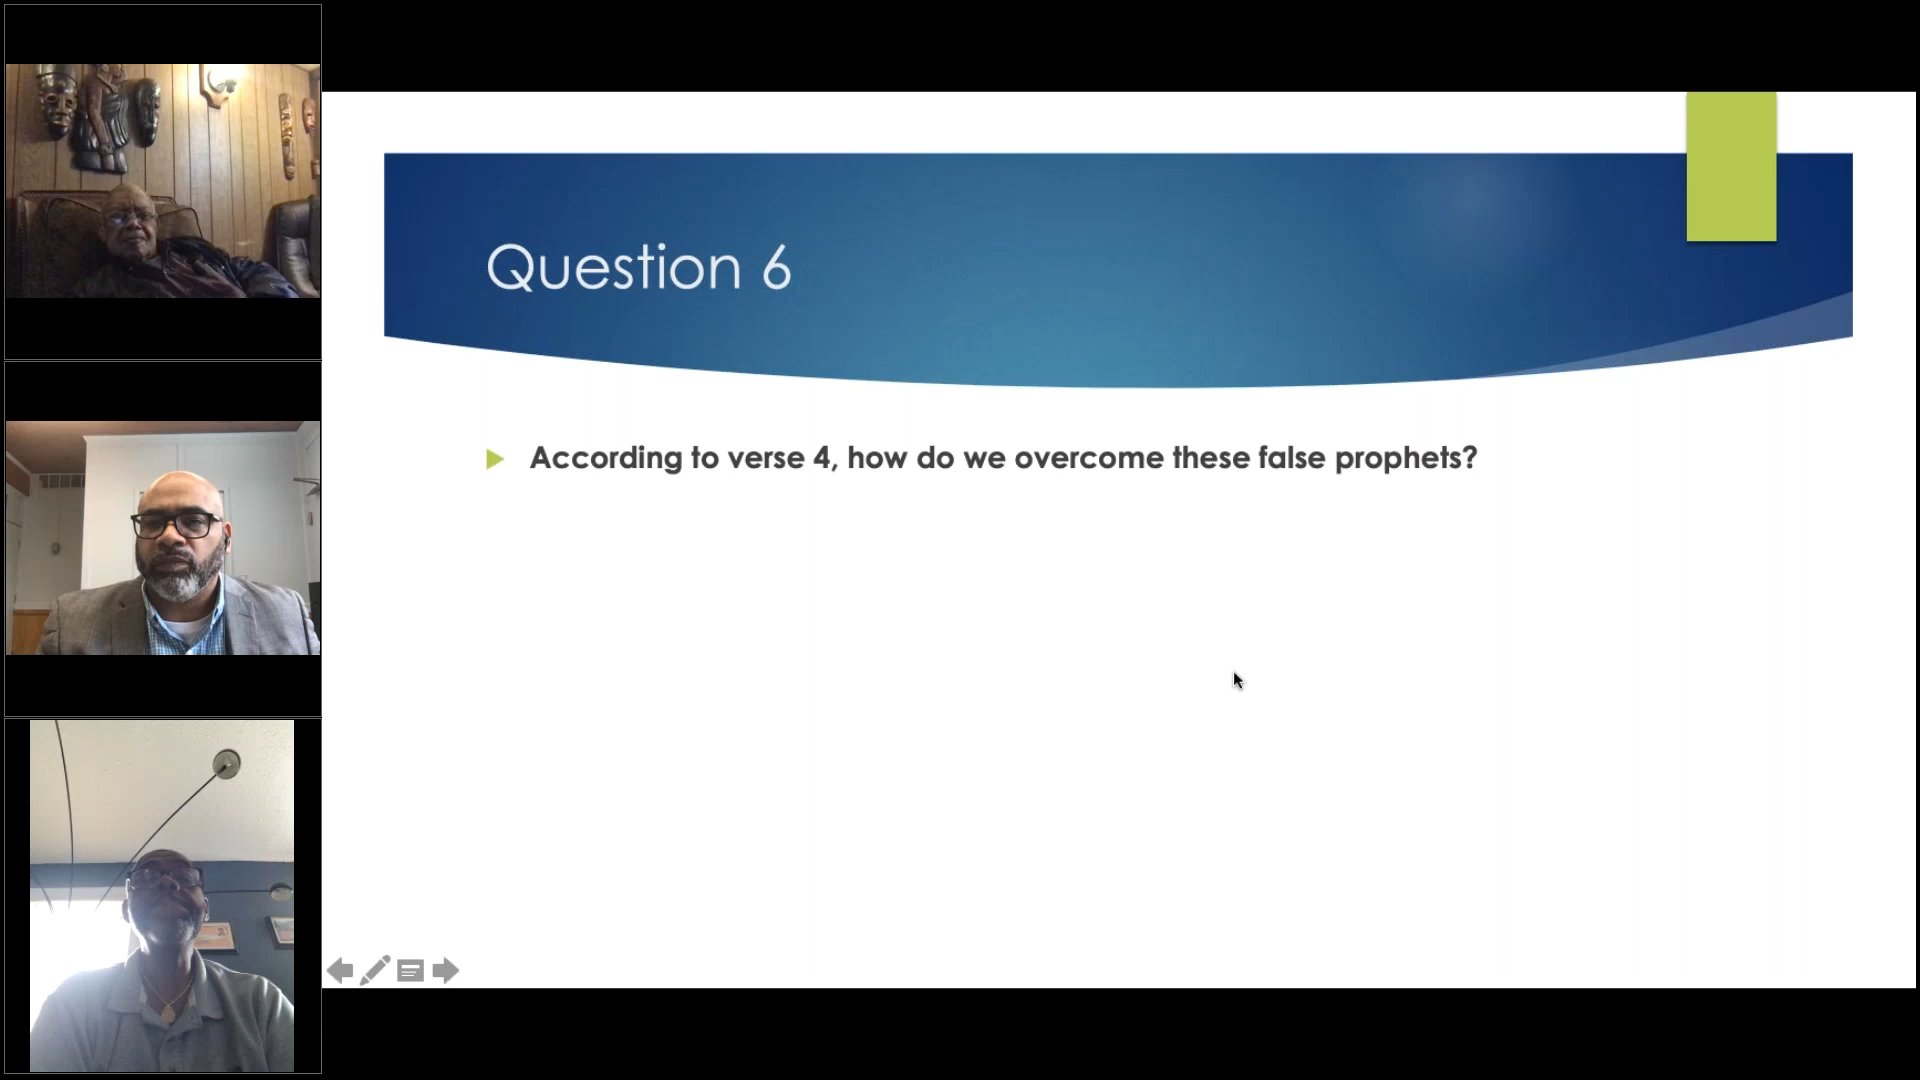 Question 6
According to verse 4, how do we overcome these false prophets?